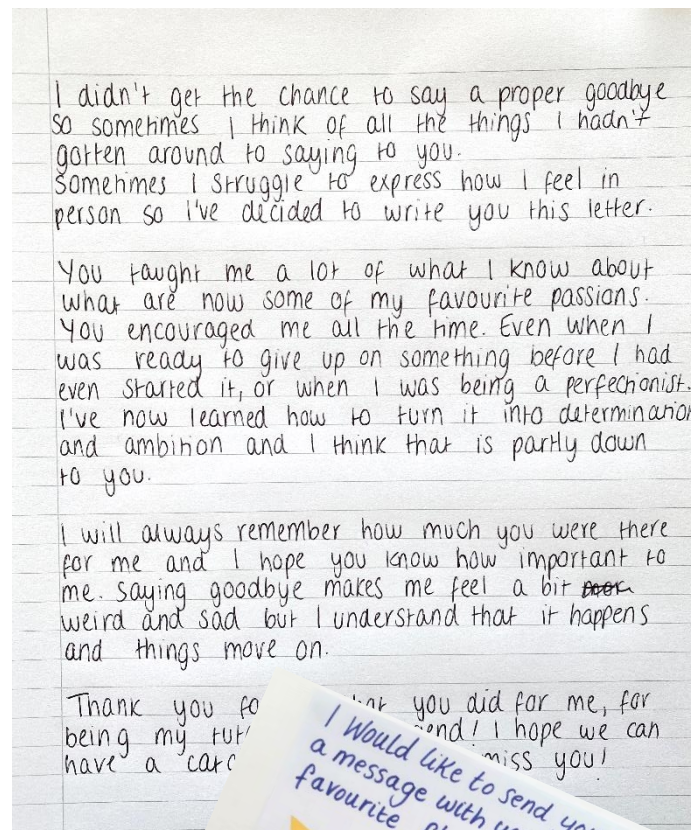 I didn't get the chance to say a proper goodbye
so sometimes I think of all the things I hadn't
gotten around to saying to you.
Sometimes I struggle to express how I feel in
person so I've decided to write you this letter.
You taught me a lot of what I know about
what are now some of my favourite passions.
You encouraged me all the time. Even when I
was ready to give up on something before I had
even started it, or when I was being a perfectionist.
I've now learned how to turn it into determination
and ambition and I think that is partly down
to you.
I will always remember how much you were there
for me and I hope you know how important to
me. Saying goodbye makes me feel a bit
weird and sad but I understand that it happens
and things move on.
Thank you you did for me, for
being my I hope we can
have a miss you!
I Would like to send
a message with
favourite